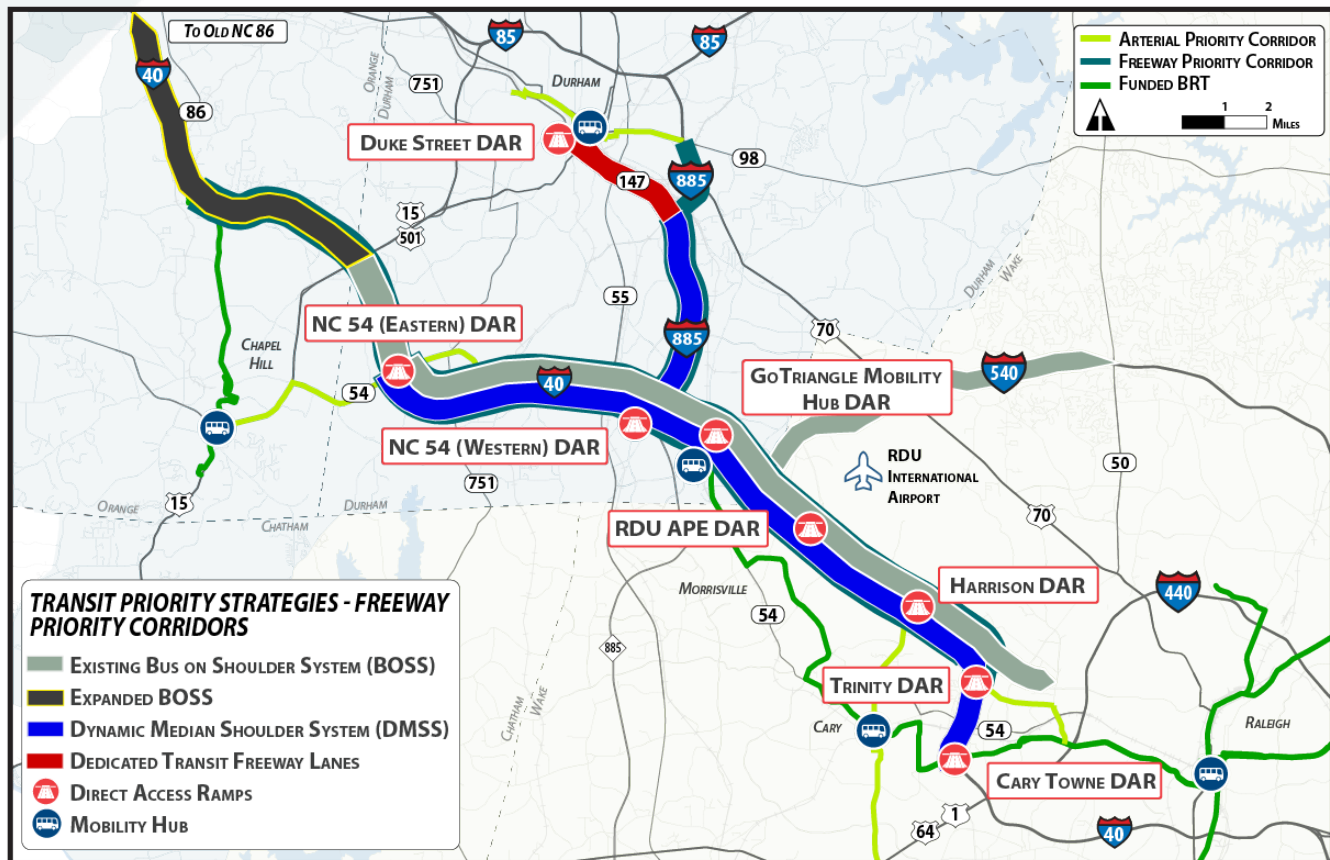 To Old NC 86
40
86
85
85
Orange
Durham
751
Durham
Arterial Priority Corridor
Freeway Priority Corridor
Funded BRT
1 2
Miles
Duke Street DAR
147
885
98
15
501
55
885
70
Durham
Wake
NC 54 (Eastern) DAR
Chapel
Hill
54
40
GoTriangle Mobility
Hub DAR
540
NC 54 (Western) DAR
751
RDU
International
Airport
50
70
15
Orange
Durham
Chatham
RDU APE DAR
Morrisville
54
Harrison DAR
440
Transit Priority Strategies - Freeway
Priority Corridors
Existing Bus on Shoulder System (BOSS)
Expanded BOSS
Dynamic Median Shoulder System (DMSS)
Dedicated Transit Freeway Lanes
Direct Access Ramps
Mobility Hub
885
Chatham
Wake
Trinity DAR
Cary
54
Raleigh
Cary Towne DAR
1
64
40